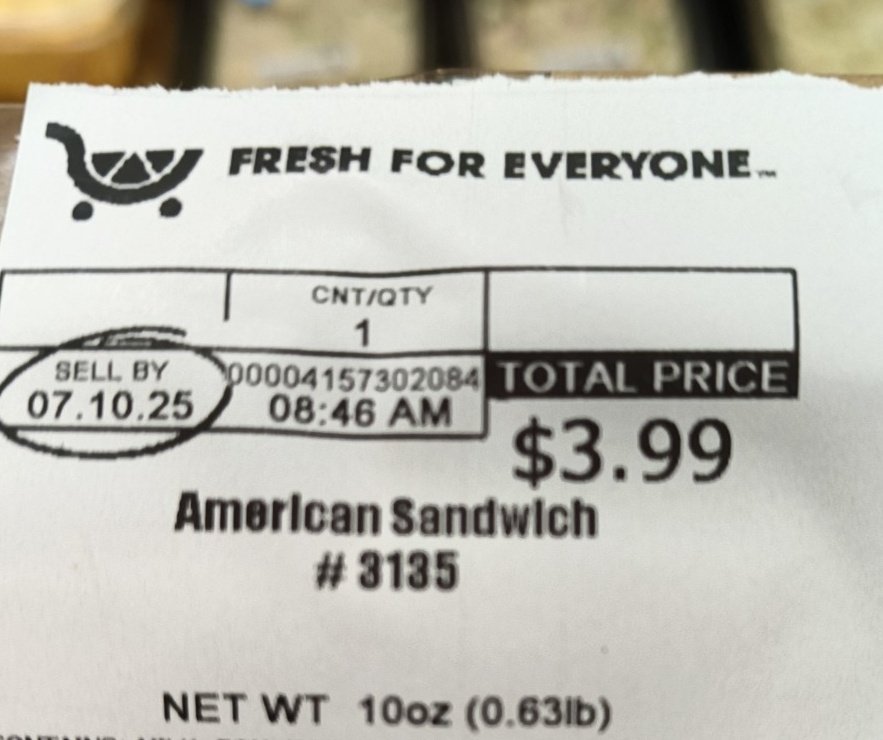 FRESH FOR EVERYONE™
CNT/QTY
1
SELL BY
07.10.25
00004157302084
08:46 AM
TOTAL PRICE
$3.99
American Sandwich
# 3135
NET WT 10oz (0.63lb)